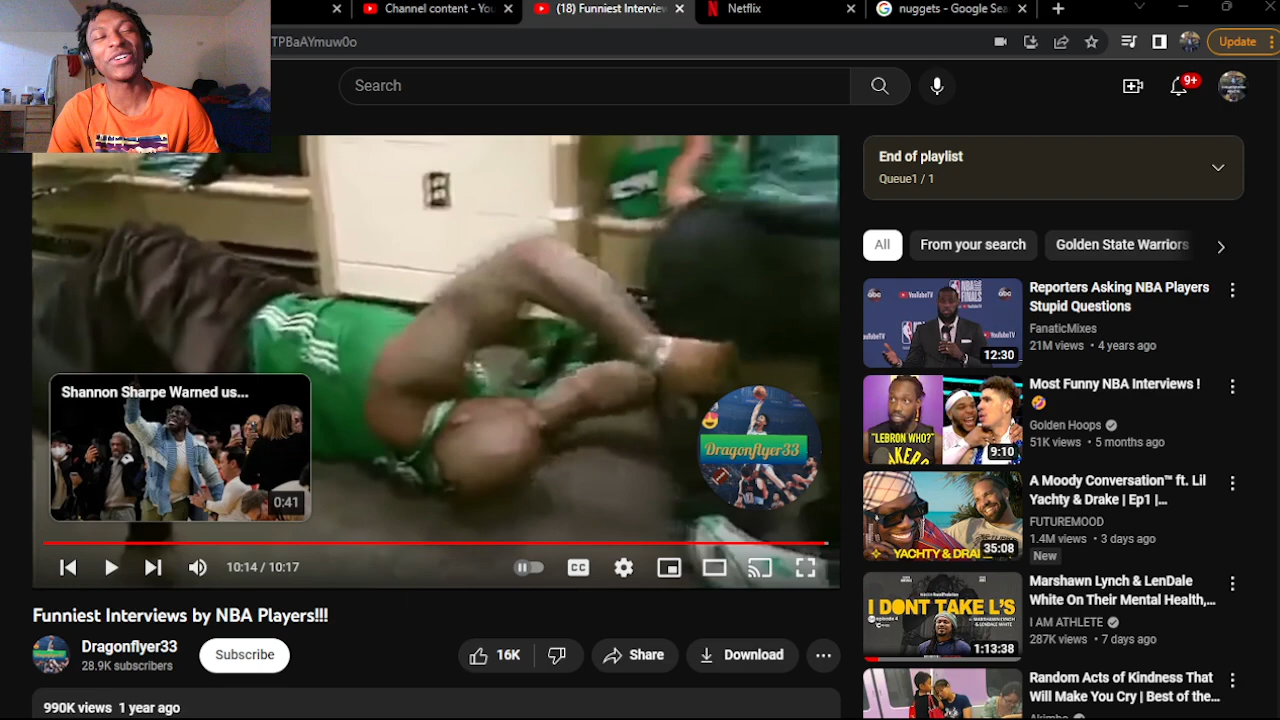 Channel content - You
(18) Funniest Interview
Netflix
nuggets - Google Sea
TPBaAYmuw0o
Update
Search
9+
End of playlist
Queue1 / 1
All
From your search
Golden State Warriors
Shannon Sharpe Warned us...
0:41
Dragonflyer33
10:14 / 10:17
CC
Funniest Interviews by NBA Players!!!
Dragonflyer33
28.9K subscribers
Subscribe
16K
Share
Download
990K views 1 year ago
abc
YouTubeTV
NBA
FINALS
abc
12:30
Reporters Asking NBA Players
Stupid Questions
FanaticMixes
21M views • 4 years ago
"LEBRON WHO?"
9:10
Most Funny NBA Interviews !
🤣
Golden Hoops
51K views • 5 months ago
YACHTY & DRA
35:08
A Moody Conversation™ ft. Lil
Yachty & Drake | Ep1 |...
FUTUREMOOD
1.4M views • 3 days ago
New
I DONT TAKE L'S
1:13:38
Marshawn Lynch & LenDale
White On Their Mental Health,...
I AM ATHLETE
287K views • 7 days ago
Random Acts of Kindness That
Will Make You Cry | Best of the...